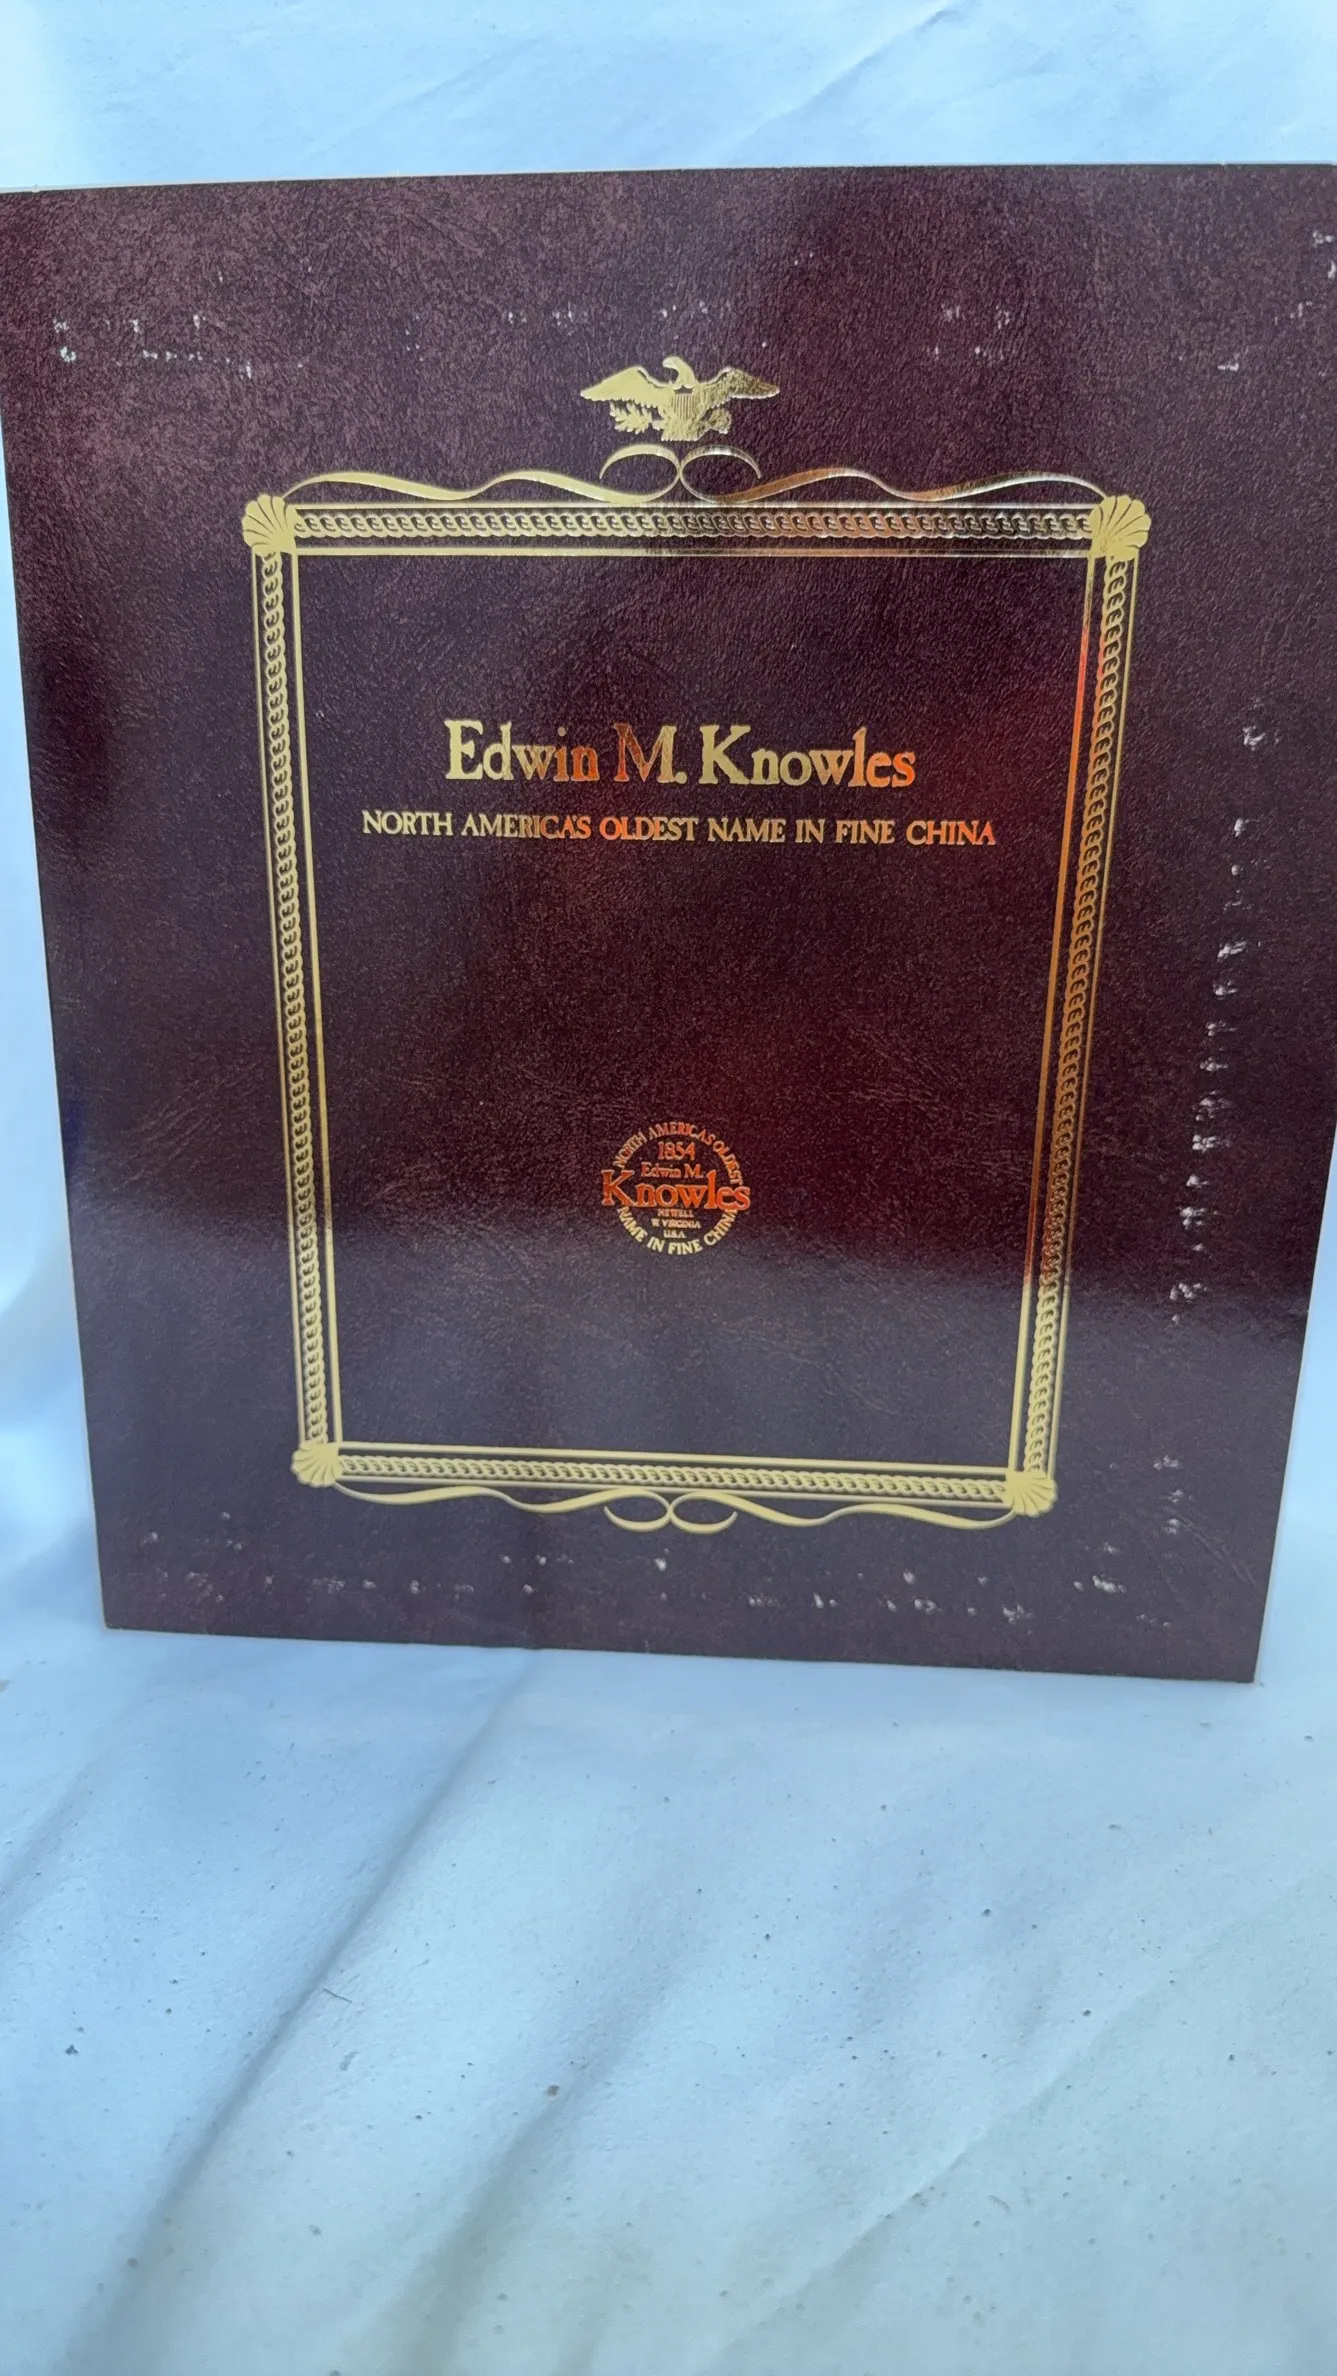 Edwin M. Knowles
NORTH AMERICA'S OLDEST NAME IN FINE CHINA
NORTH AMERICA'S OLDEST
1854
Edwin M.
Knowles
NEWELL
W. VIRGINIA
U.S.A.
NAME IN FINE CHINA